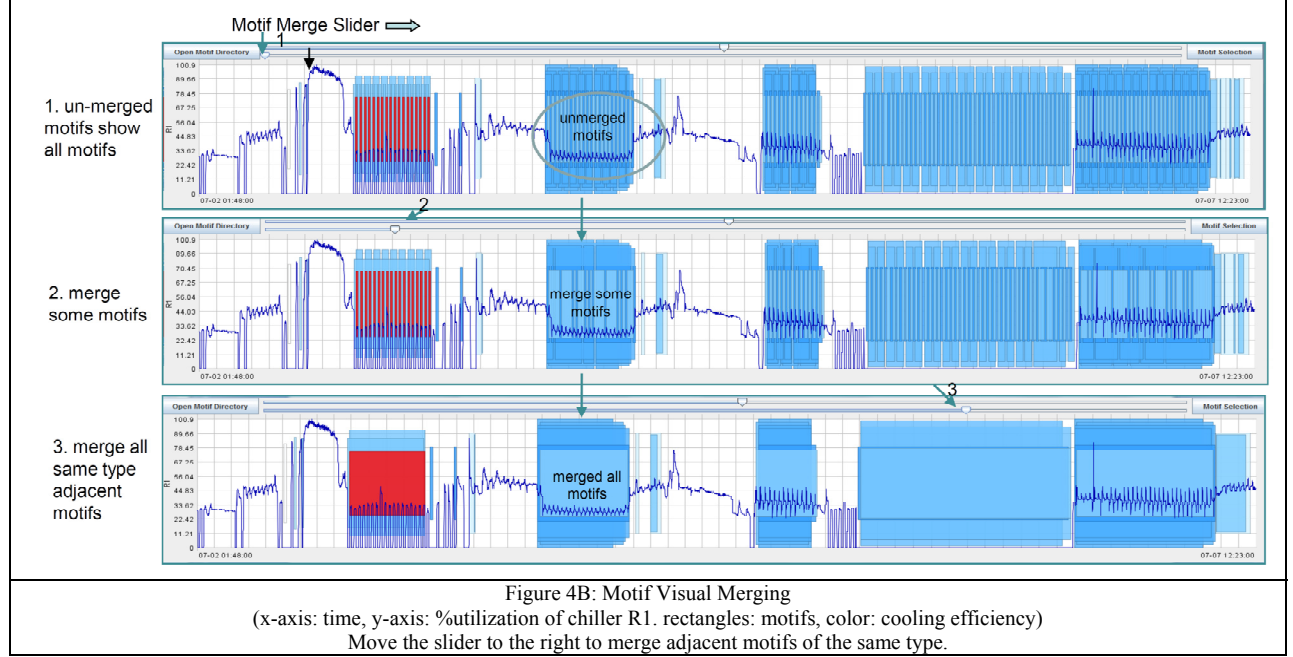 Motif Merge Slider
1
Open Motif Directory
Motif Selection
1. un-merged
motifs show
all motifs
100.9
89.66
78.45
67.25
56.04
44.83
33.62
22.42
11.21
0
R1
unmerged
motifs
07-02 01:48:00
07-07 12:23:00
2
Open Motif Directory
Motif Selection
2. merge
some motifs
100.9
89.66
70.45
67.25
56.04
44.03
33.02
22.42
11.21
0
R1
merge some
motifs
07-02 01:48:00
07-07 12:23:00
3
Open Motif Directory
Motif Selection
3. merge all
same type
adjacent
motifs
100.9
89.66
78.45
67.25
56.04
44.83
33.62
22.42
11.21
0
R1
merged all
motifs
07-02 01:48:00
07-07 12:23:00
Figure 4B: Motif Visual Merging
(x-axis: time, y-axis: %utilization of chiller R1. rectangles: motifs, color: cooling efficiency)
Move the slider to the right to merge adjacent motifs of the same type.